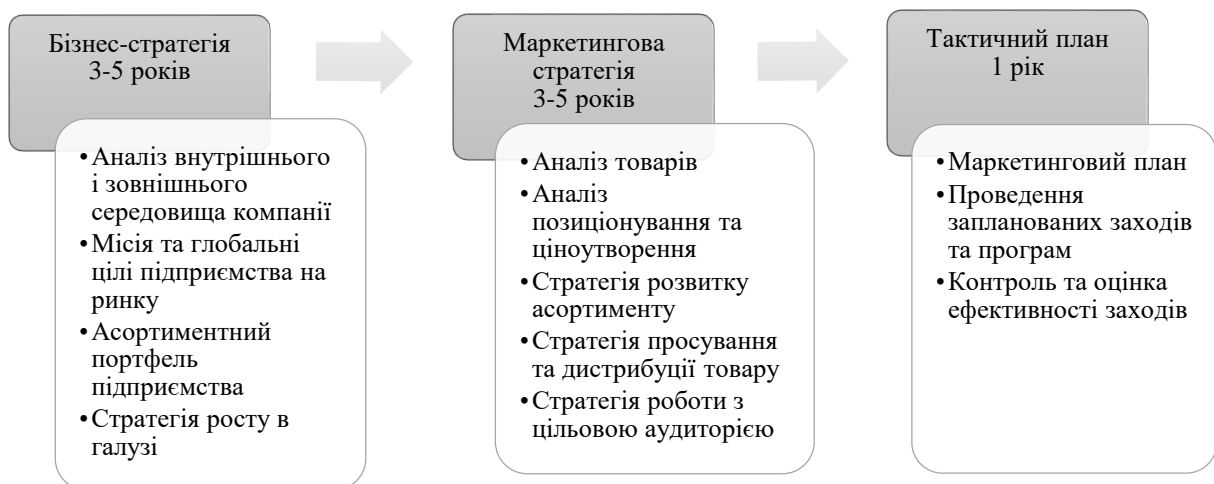 Бізнес-стратегія
3-5 років
•Аналіз внутрішнього
і зовнішнього
середовища компанії
•Місія та глобальні
цілі підприємства на
ринку
•Асортиментний
портфель
підприємства
•Стратегія росту в
галузі
Маркетингова
стратегія
3-5 років
•Аналіз товарів
•Аналіз
позиціонування та
ціноутворення
•Стратегія розвитку
асортименту
•Стратегія просування
та дистрибуції товару
•Стратегія роботи з
цільовою аудиторією
Тактичний план
1 рік
•Маркетинговий план
•Проведення
запланованих заходів
та програм
•Контроль та оцінка
ефективності заходів